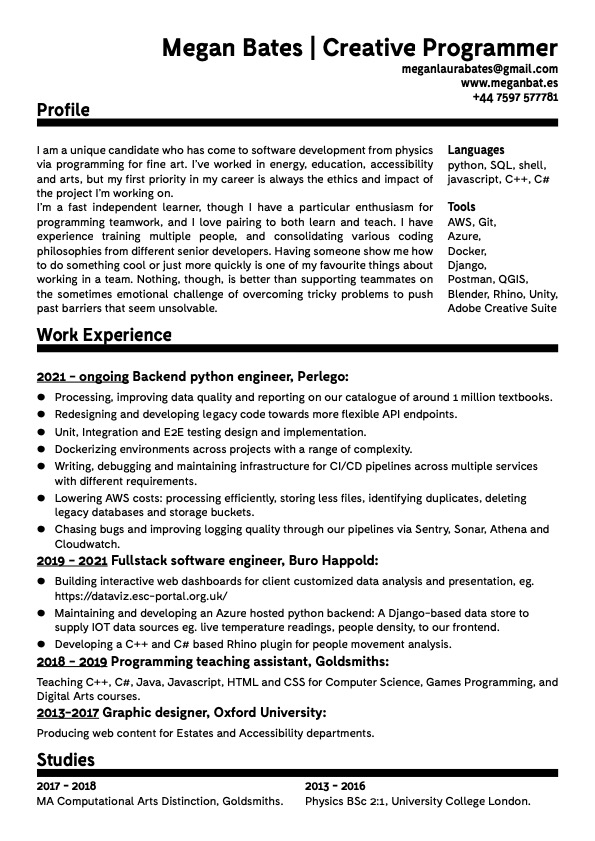 Megan Bates | Creative Programmer
meganlaurabates@gmail.com
www.meganbat.es
+44 7597 577781
Profile
I am a unique candidate who has come to software development from physics
via programming for fine art. I've worked in energy, education, accessibility
and arts, but my first priority in my career is always the ethics and impact of
the project I'm working on.
I'm a fast independent learner, though I have a particular enthusiasm for
programming teamwork, and I love pairing to both learn and teach. I have
experience training multiple people, and consolidating various coding
philosophies from different senior developers. Having someone show me how
to do something cool or just more quickly is one of my favourite things about
working in a team. Nothing, though, is better than supporting teammates on
the sometimes emotional challenge of overcoming tricky problems to push
past barriers that seem unsolvable.
Languages
python, SQL, shell,
javascript, C++, C#
Tools
AWS, Git,
Azure,
Docker,
Django,
Postman, QGIS,
Blender, Rhino, Unity,
Adobe Creative Suite
Work Experience
2021 - ongoing Backend python engineer, Perlego:
● Processing, improving data quality and reporting on our catalogue of around 1 million textbooks.
● Redesigning and developing legacy code towards more flexible API endpoints.
● Unit, Integration and E2E testing design and implementation.
● Dockerizing environments across projects with a range of complexity.
● Writing, debugging and maintaining infrastructure for CI/CD pipelines across multiple services
with different requirements.
● Lowering AWS costs: processing efficiently, storing less files, identifying duplicates, deleting
legacy databases and storage buckets.
● Chasing bugs and improving logging quality through our pipelines via Sentry, Sonar, Athena and
Cloudwatch.
2019 - 2021 Fullstack software engineer, Buro Happold:
● Building interactive web dashboards for client customized data analysis and presentation, eg.
https://dataviz.esc-portal.org.uk/
● Maintaining and developing an Azure hosted python backend: A Django-based data store to
supply IOT data sources eg. live temperature readings, people density, to our frontend.
● Developing a C++ and C# based Rhino plugin for people movement analysis.
2018 - 2019 Programming teaching assistant, Goldsmiths:
Teaching C++, C#, Java, Javascript, HTML and CSS for Computer Science, Games Programming, and
Digital Arts courses.
2013-2017 Graphic designer, Oxford University:
Producing web content for Estates and Accessibility departments.
Studies
2017 - 2018
MA Computational Arts Distinction, Goldsmiths.
2013 - 2016
Physics BSc 2:1, University College London.